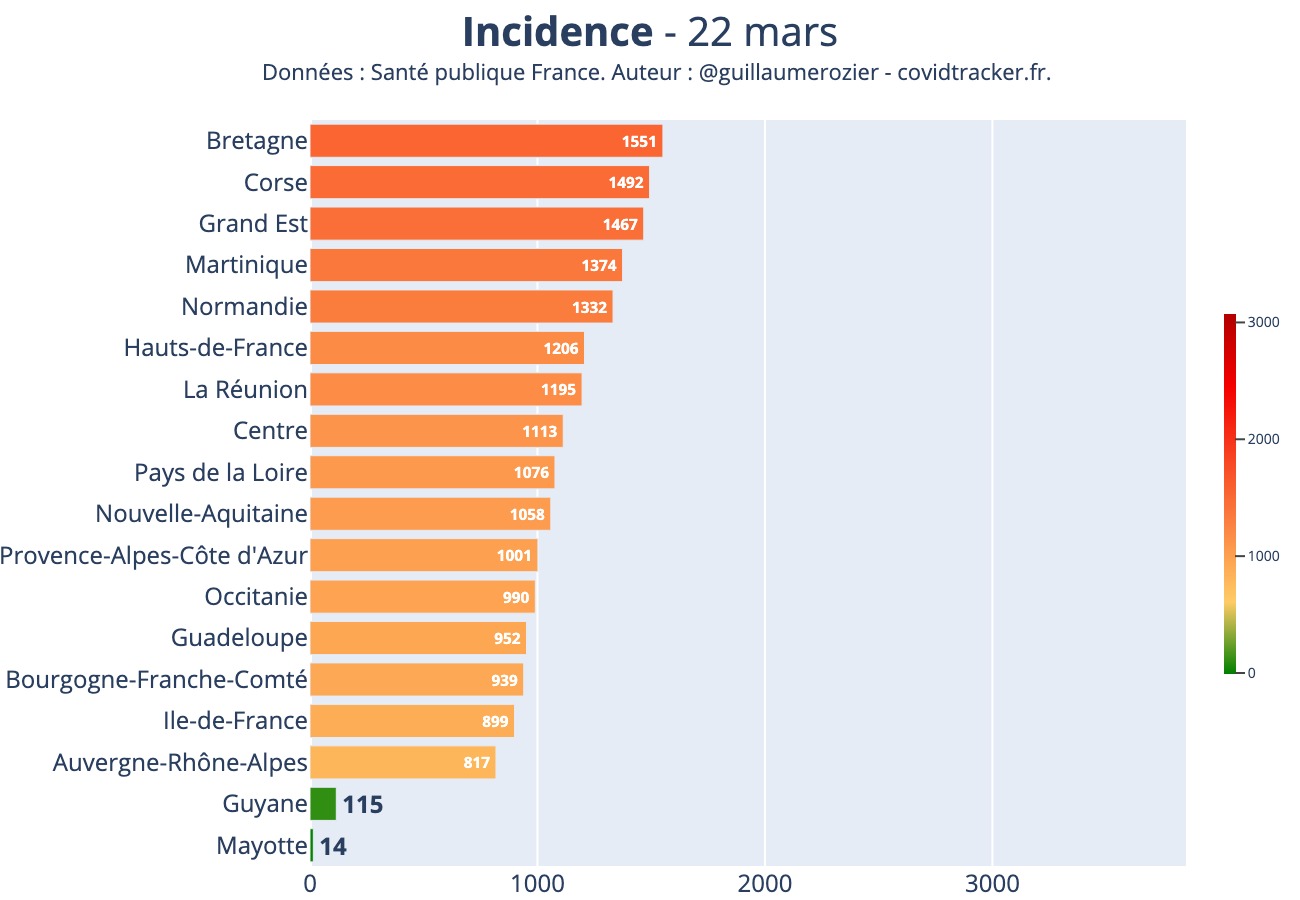 Incidence - 22 mars
Données : Santé publique France. Auteur : @guillaumerozier - covidtracker.fr.
Bretagne 1551
Corse 1492
Grand Est 1467
Martinique 1374
Normandie 1332
Hauts-de-France 1206
La Réunion 1195
Centre 1113
Pays de la Loire 1076
Nouvelle-Aquitaine 1058
Provence-Alpes-Côte d'Azur 1001
Occitanie 990
Guadeloupe 952
Bourgogne-Franche-Comté 939
Ile-de-France 899
Auvergne-Rhône-Alpes 817
Guyane 115
Mayotte 14
0 1000 2000 3000
3000
2000
1000
0